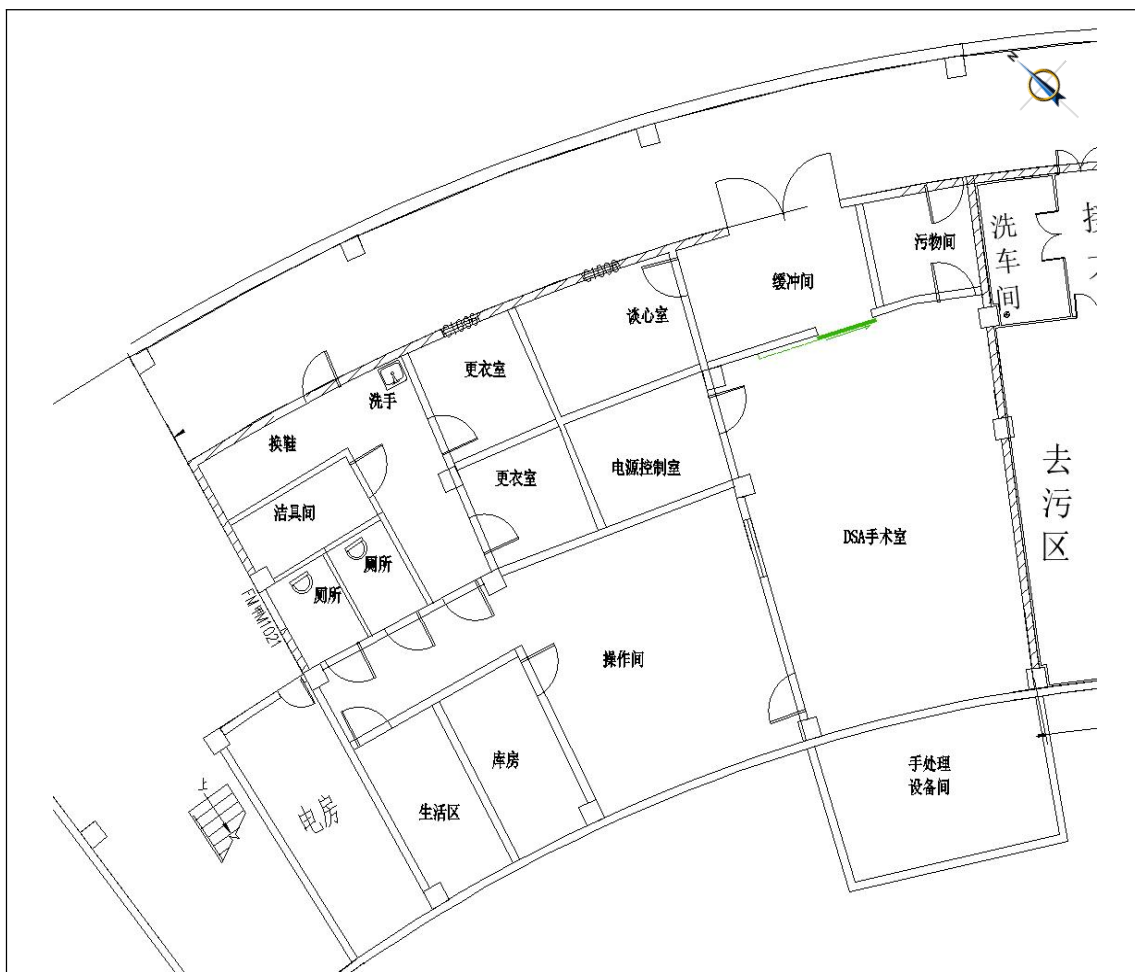 N
污物间
洗车间
缓冲间
C1006
谈心室
C1006
更衣室
洗手
换鞋
更衣室
电源控制室
洁具间
去污区
DSA手术室
厕所
厕所
FM甲M1021
操作间
库房
手处理
设备间
上
生活区
电房